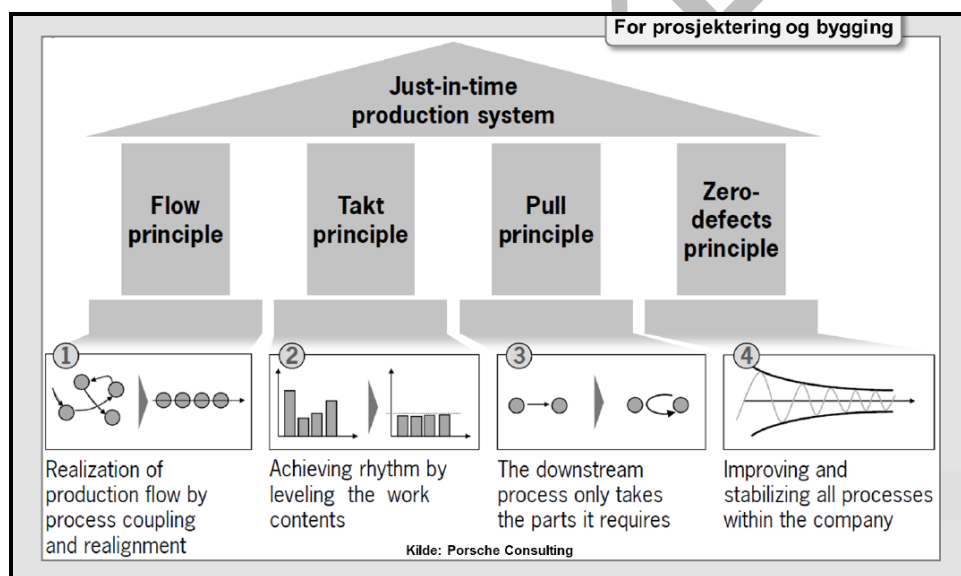 For prosjektering og bygging
Just-in-time
production system
Flow
principle
Takt
principle
Pull
principle
Zero-
defects
principle
1
Realization of
production flow by
process coupling
and realignment
2
Achieving rhythm by
leveling the work
contents
3
The downstream
process only takes
the parts it requires
4
Improving and
stabilizing all processes
within the company
Kilde: Porsche Consulting